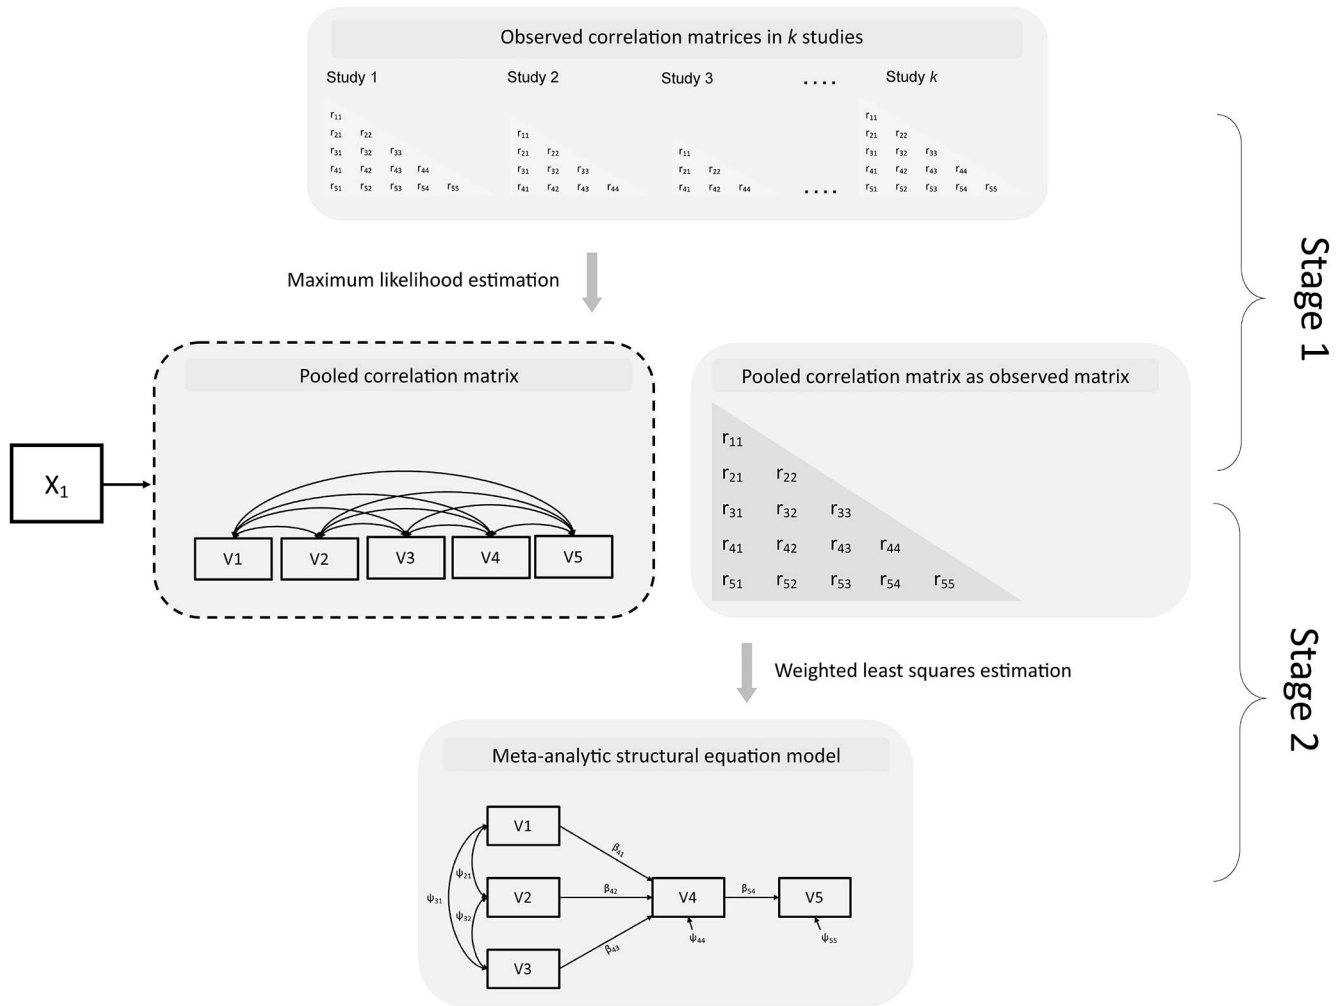 Observed correlation matrices in k studies
Study 1 Study 2 Study 3 .... Study k
r₁₁
r₂₁ r₂₂
r₃₁ r₃₂ r₃₃
r₄₁ r₄₂ r₄₃ r₄₄
r₅₁ r₅₂ r₅₃ r₅₄ r₅₅
r₁₁
r₂₁ r₂₂
r₃₁ r₃₂ r₃₃
r₄₁ r₄₂ r₄₃ r₄₄
r₁₁
r₂₁ r₂₂
r₄₁ r₄₂ r₄₄
....
r₁₁
r₂₁ r₂₂
r₃₁ r₃₂ r₃₃
r₄₁ r₄₂ r₄₃ r₄₄
r₅₁ r₅₂ r₅₃ r₅₄ r₅₅
Stage 1
Maximum likelihood estimation
X₁
Pooled correlation matrix
V1 V2 V3 V4 V5
Pooled correlation matrix as observed matrix
r₁₁
r₂₁ r₂₂
r₃₁ r₃₂ r₃₃
r₄₁ r₄₂ r₄₃ r₄₄
r₅₁ r₅₂ r₅₃ r₅₄ r₅₅
Stage 2
Weighted least squares estimation
Meta-analytic structural equation model
V1
β₄₁
ψ₂₁
ψ₃₁
V2
β₄₂
V4
β₅₄
V5
ψ₃₂
ψ₄₄
ψ₅₅
β₄₃
V3